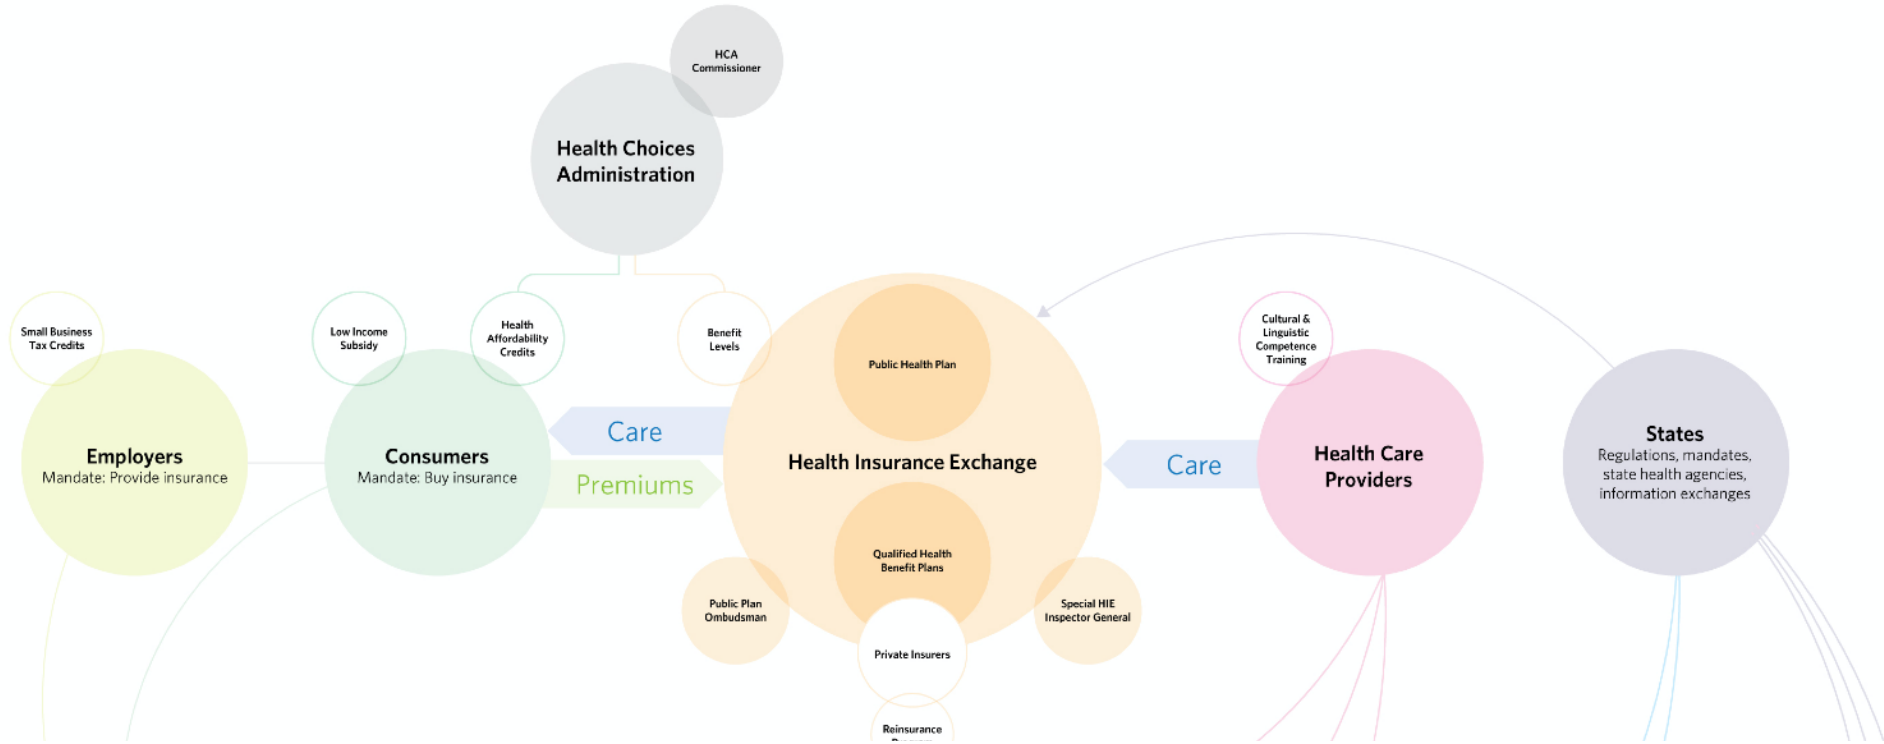 HCA
Commissioner
Health Choices
Administration
Small Business
Tax Credits
Low Income
Subsidy
Health
Affordability
Credits
Benefit
Levels
Public Health Plan
Cultural &
Linguistic
Competence
Training
Employers
Mandate: Provide insurance
Consumers
Mandate: Buy insurance
Care
Premiums
Health Insurance Exchange
Care
Health Care
Providers
States
Regulations, mandates,
state health agencies,
information exchanges
Qualified Health
Benefit Plans
Public Plan
Ombudsman
Special HIE
Inspector General
Private Insurers
Reinsurance